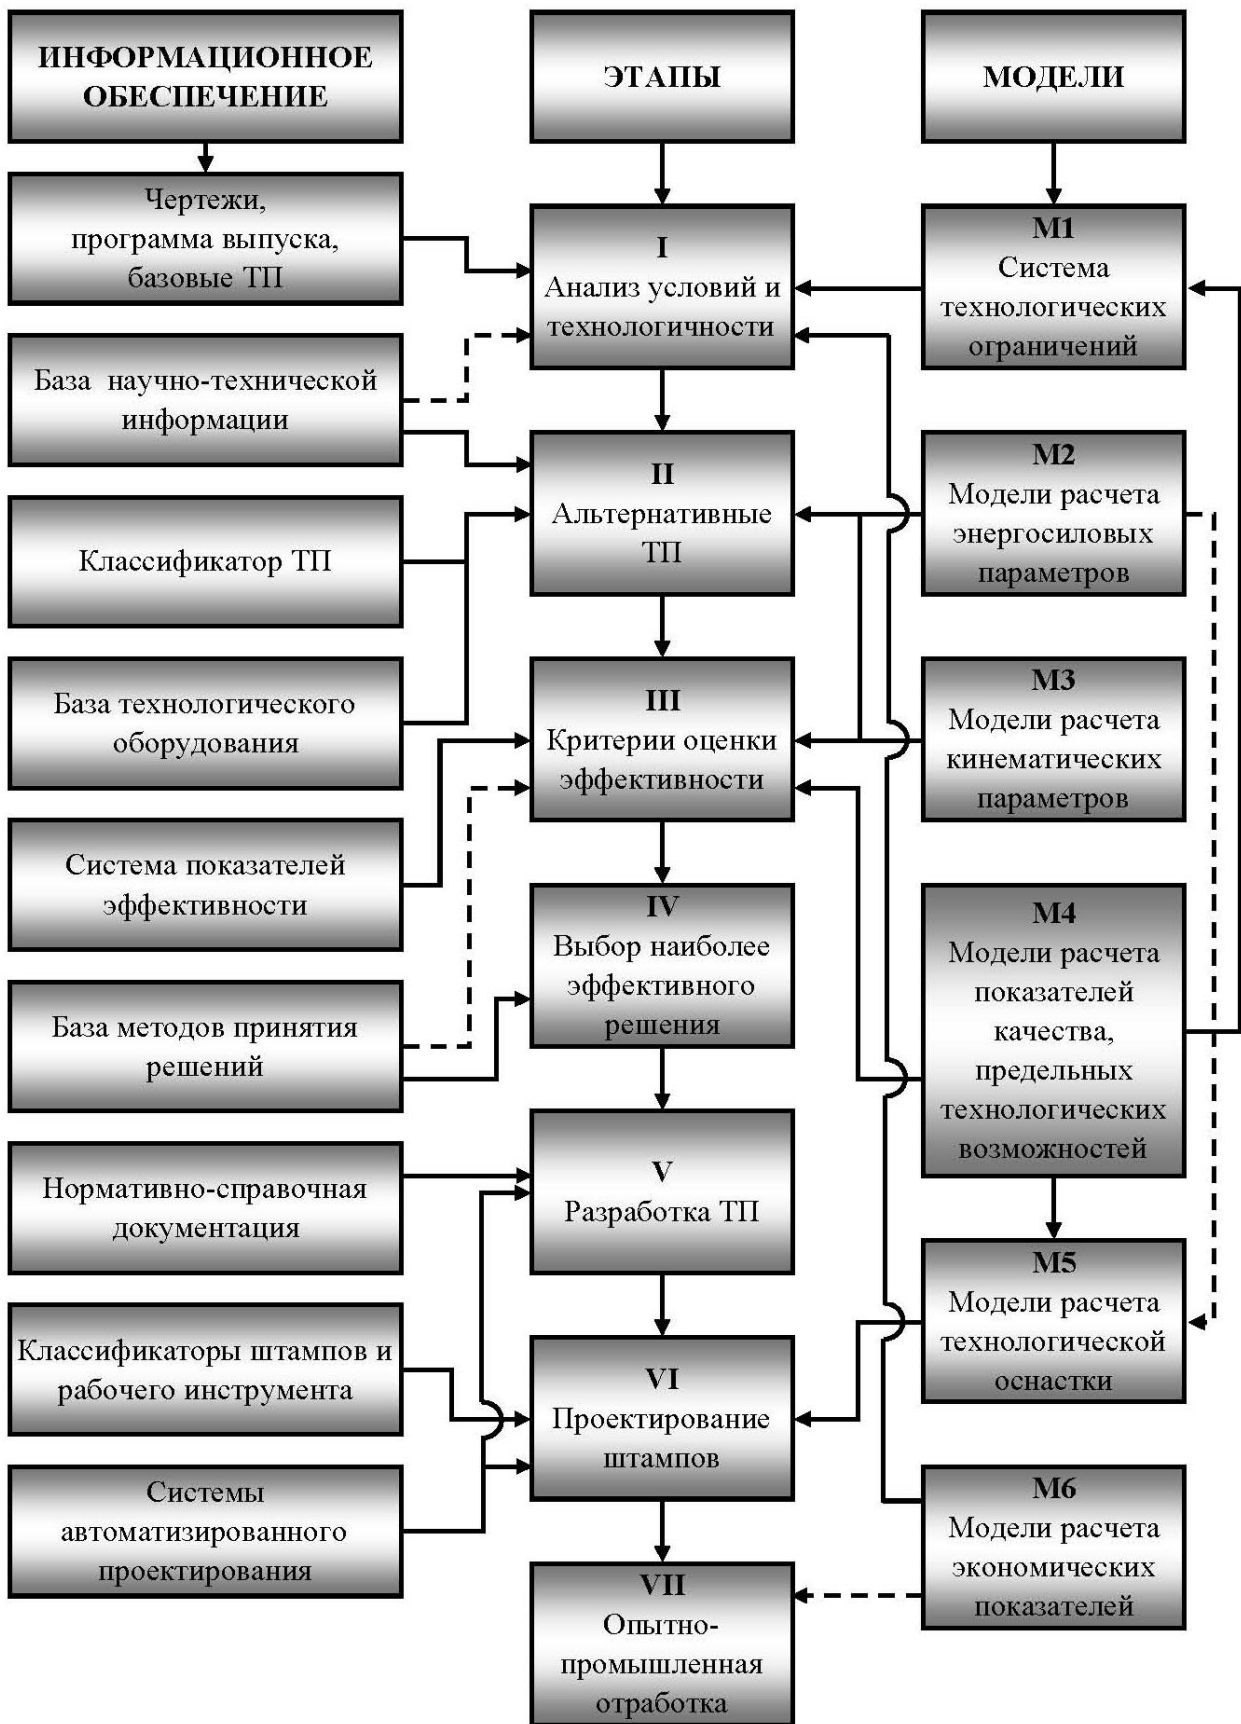 ИНФОРМАЦИОННОЕ
ОБЕСПЕЧЕНИЕ
Чертежи,
программа выпуска,
базовые ТП
База научно-технической
информации
Классификатор ТП
База технологического
оборудования
Система показателей
эффективности
База методов принятия
решений
Нормативно-справочная
документация
Классификаторы штампов и
рабочего инструмента
Системы
автоматизированного
проектирования
ЭТАПЫ
I
Анализ условий и
технологичности
II
Альтернативные
ТП
III
Критерии оценки
эффективности
IV
Выбор наиболее
эффективного
решения
V
Разработка ТП
VI
Проектирование
штампов
VII
Опытно-
промышленная
отработка
МОДЕЛИ
М1
Система
технологических
ограничений
М2
Модели расчета
энергосиловых
параметров
М3
Модели расчета
кинематических
параметров
М4
Модели расчета
показателей
качества,
предельных
технологических
возможностей
М5
Модели расчета
технологической
оснастки
М6
Модели расчета
экономических
показателей